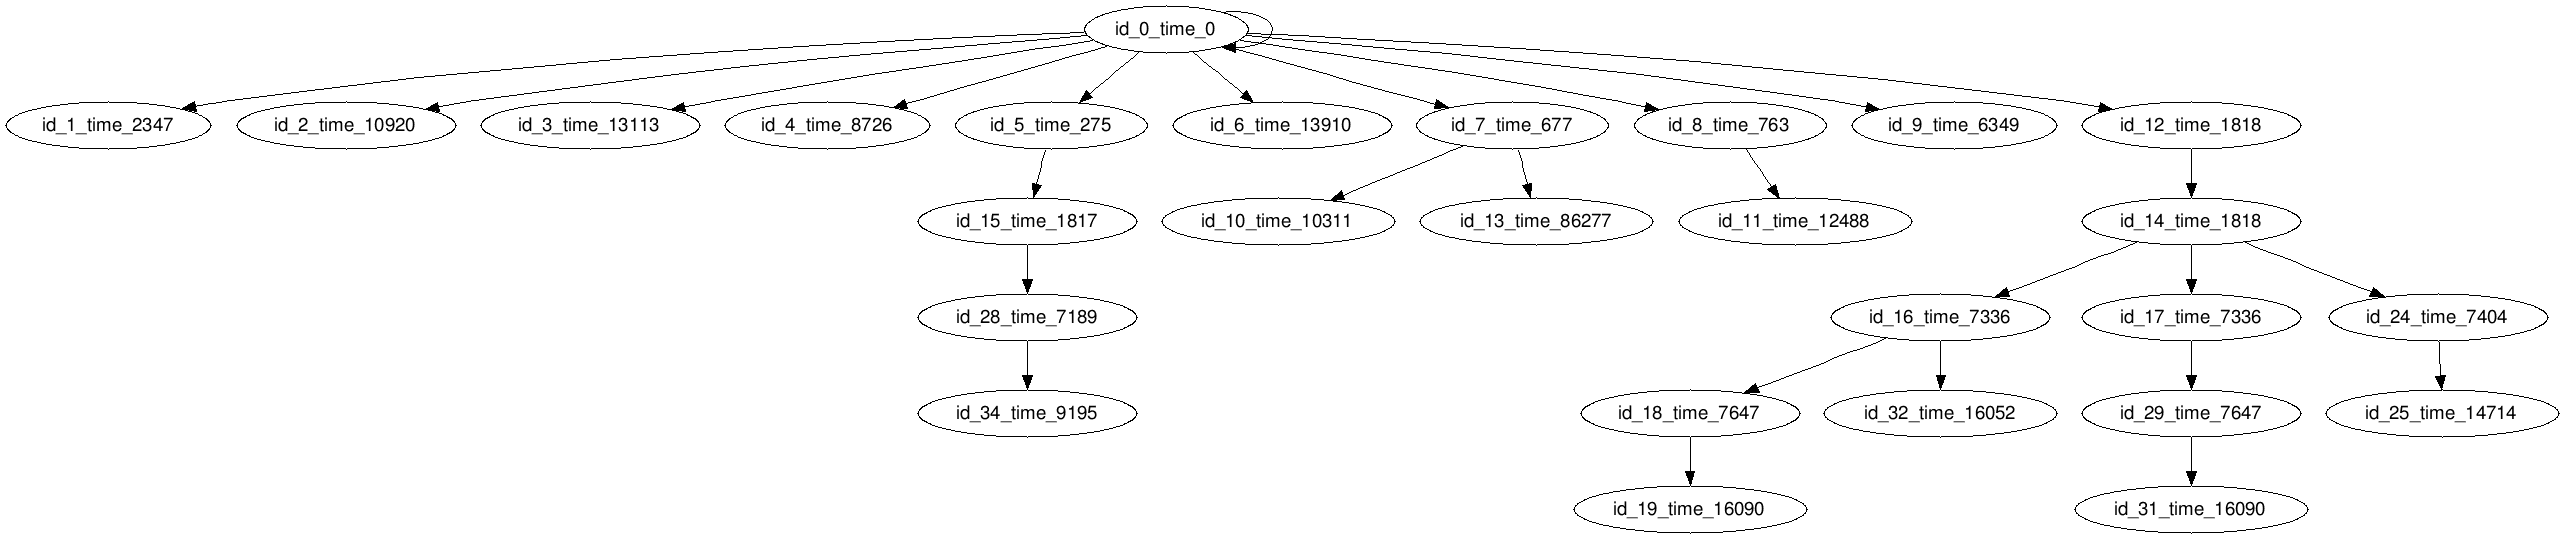 id_0_time_0
id_1_time_2347
id_2_time_10920
id_3_time_13113
id_4_time_8726
id_5_time_275
id_6_time_13910
id_7_time_677
id_8_time_763
id_9_time_6349
id_12_time_1818
id_15_time_1817
id_10_time_10311
id_13_time_86277
id_11_time_12488
id_14_time_1818
id_28_time_7189
id_16_time_7336
id_17_time_7336
id_24_time_7404
id_34_time_9195
id_18_time_7647
id_32_time_16052
id_29_time_7647
id_25_time_14714
id_19_time_16090
id_31_time_16090